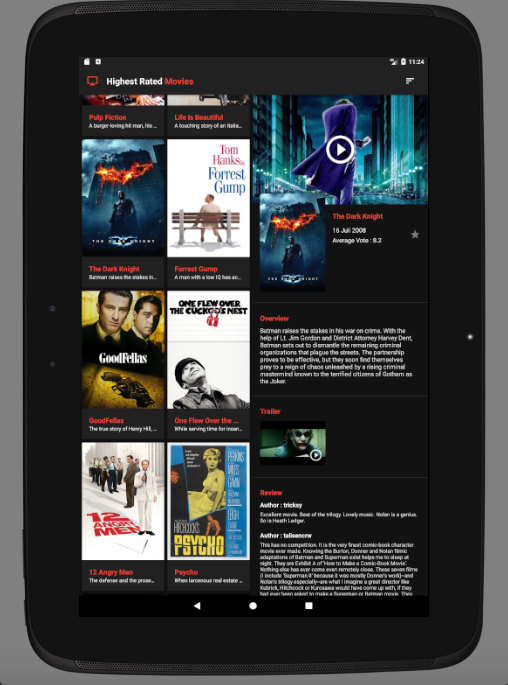 11:24
Highest Rated Movies
Pulp Fiction
A burger-loving hit man, his ...
Life Is Beautiful
A touching story of an Italia...
THE DARK KNIGHT
The Dark Knight
Batman raises the stakes in...
Tom
Hanks
Forrest
Gump
Forrest Gump
A man with a low IQ has ac...
GOODFELLAS
GoodFellas
The true story of Henry Hill, ...
ONE FLEW OVER
THE CUCKOO'S NEST
One Flew Over the ...
While serving time for insan...
12
ANGRY
MEN
12 Angry Men
The defense and the prose...
PERKINS
MILES
GAVIN
LEIGH
HITCHCOCK'S
PSYCHO
Psycho
When larcenous real estate ...
The Dark Knight
16 Juli 2008
Average Vote : 8.2
Overview
Batman raises the stakes in his war on crime. With the
help of Lt. Jim Gordon and District Attorney Harvey Dent,
Batman sets out to dismantle the remaining criminal
organizations that plague the streets. The partnership
proves to be effective, but they soon find themselves
prey to a reign of chaos unleashed by a rising criminal
mastermind known to the terrified citizens of Gotham as
the Joker.
Trailer
Review
Author : tricksy
Excellent movie. Best of the trilogy. Lovely music. Nolan is a genius.
So is Heath Ledger.
Author : talisencrw
This has no competition. It is the very finest comic-book character
movie ever made. Knowing the Burton, Donner and Nolan filmic
adaptations of Batman and Superman exist helps me to sleep at
night. They are Exhibit A of 'How to Make a Comic-Book Movie'.
Nothing else has ever come even remotely close. These seven films
(I include 'Superman II' because it was mostly Donner's work)--and
Nolan's trilogy especially--are what I imagine a great director like
Kubrick, Hitchcock or Kurosawa would have come up with, if they
had ever been asked to make a Superman or Batman movie. They